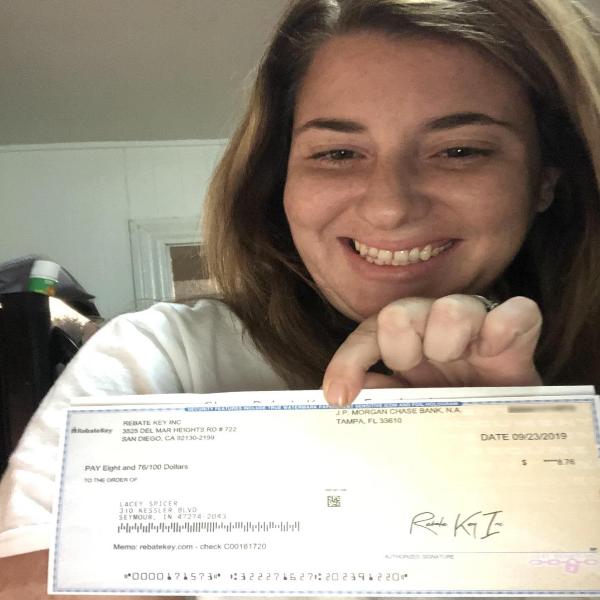 SECURITY FEATURES INCLUDE TRUE WATERMARK
RebateKey
REBATE KEY INC
3525 DEL MAR HEIGHTS RD # 722
SAN DIEGO, CA 92130-2199
J.P. MORGAN CHASE BANK, N.A.
TAMPA, FL 33610
DATE 09/23/2019
PAY Eight and 76/100 Dollars
$ ****8.76
TO THE ORDER OF
LACEY SPICER
310 KESSLER BLVD
SEYMOUR, IN 47274-2043
Rebate Key Inc
Memo: rebatekey.com - check C00161720
AUTHORIZED SIGNATURE